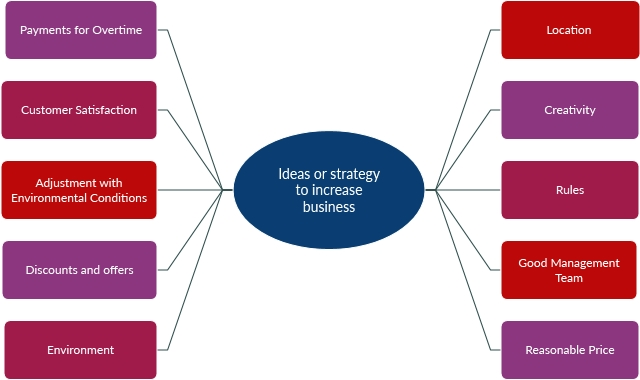 Payments for Overtime
Customer Satisfaction
Adjustment with
Environmental Conditions
Discounts and offers
Environment
Ideas or strategy
to increase
business
Location
Creativity
Rules
Good Management
Team
Reasonable Price